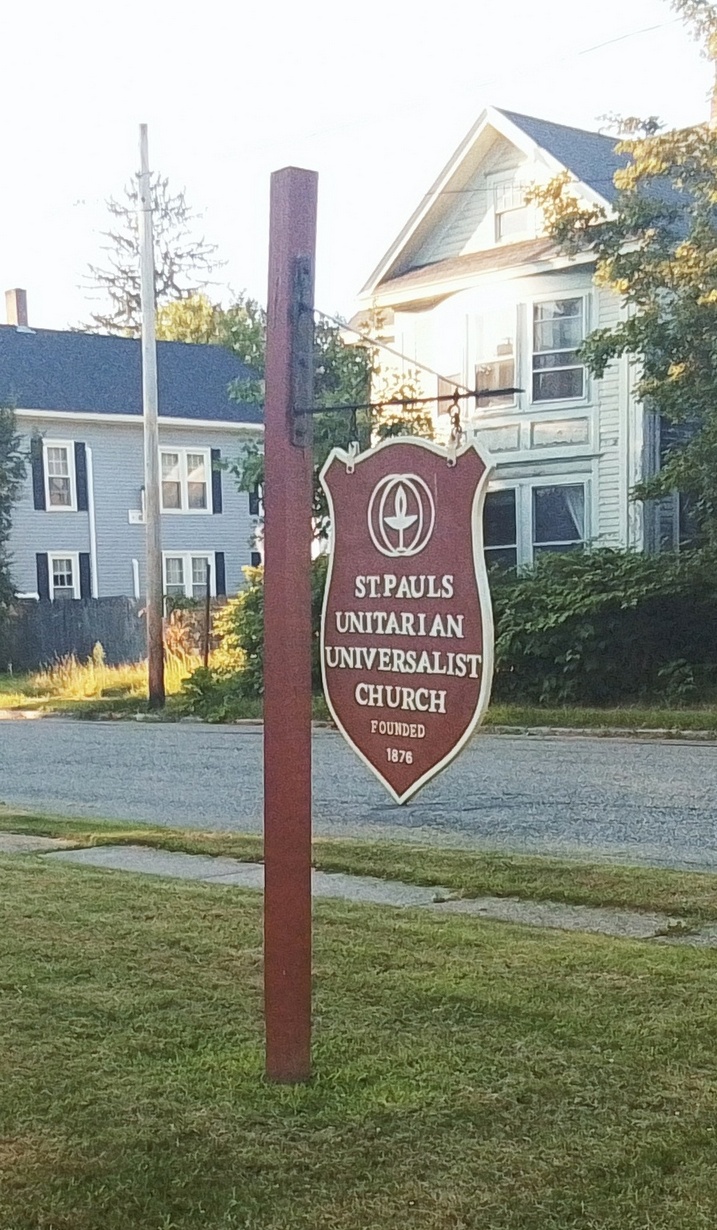 ST.PAULS
UNITARIAN
UNIVERSALIST
CHURCH
FOUNDED
1876